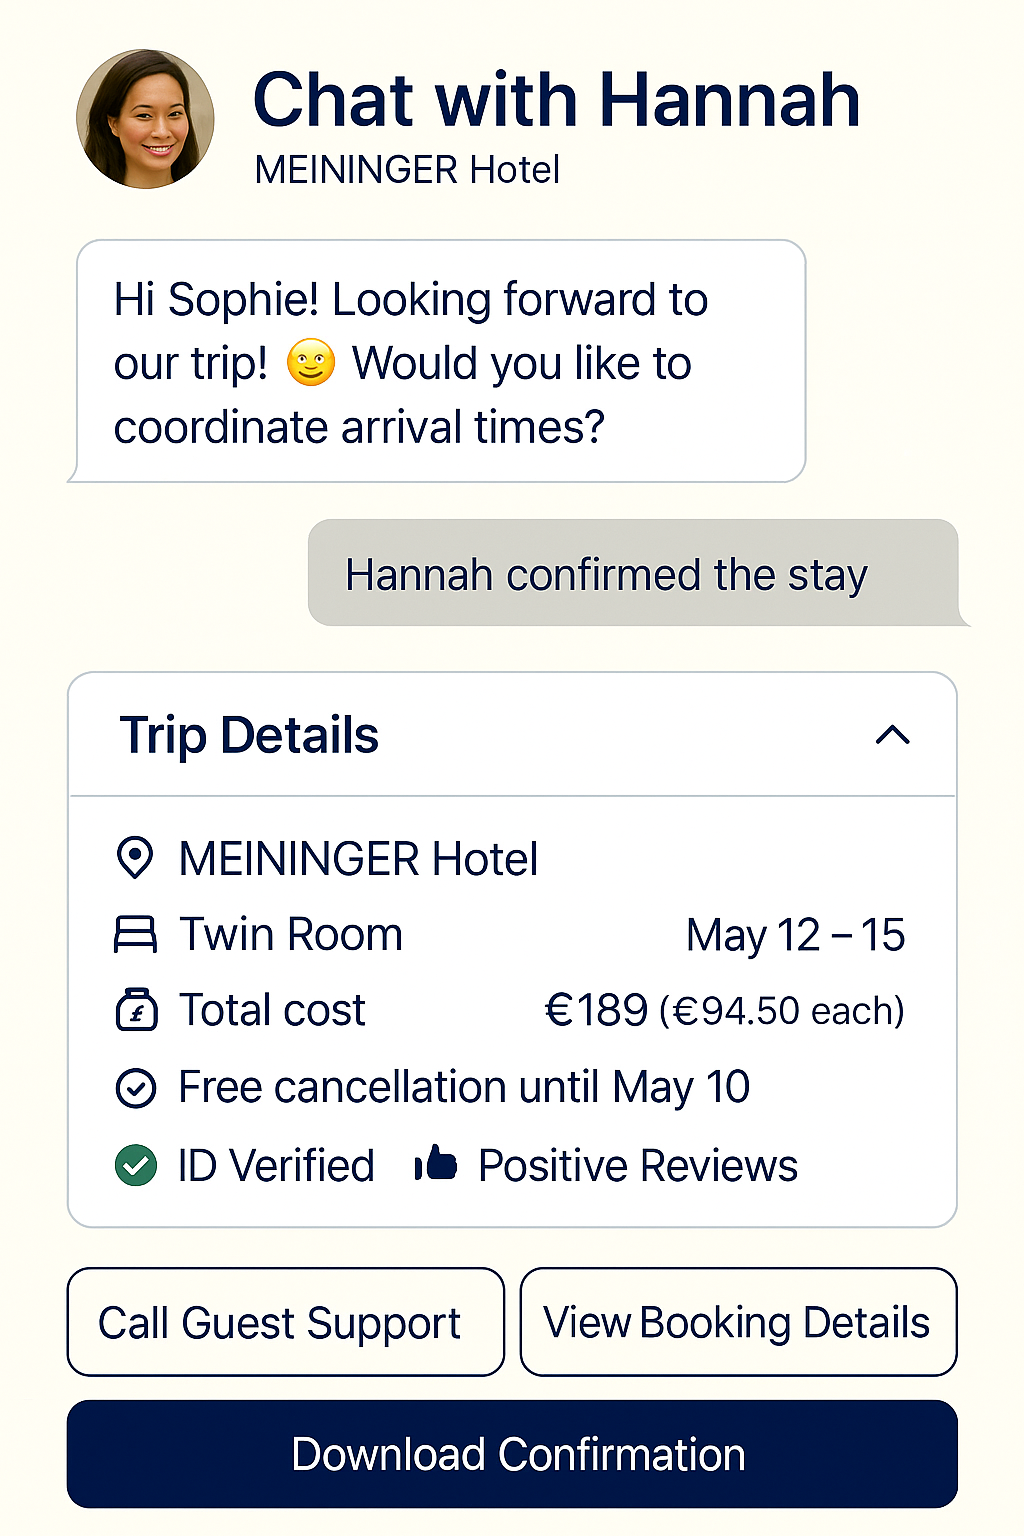 Chat with Hannah
MEININGER Hotel
Hi Sophie! Looking forward to
our trip! 🌝 Would you like to
coordinate arrival times?
Hannah confirmed the stay
Trip Details
MEININGER Hotel
Twin Room May 12 – 15
£ Total cost €189 (€94.50 each)
Free cancellation until May 10
ID Verified Positive Reviews
Call Guest Support View Booking Details
Download Confirmation